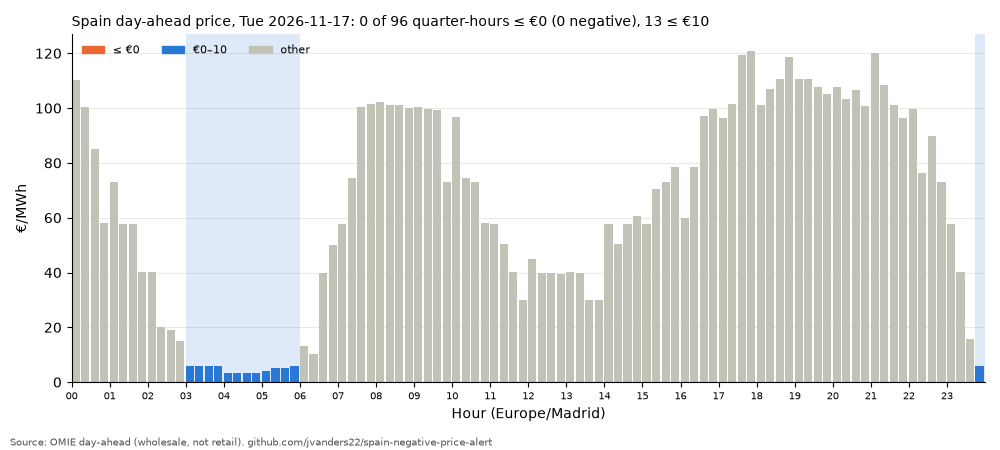 Spain day-ahead price, Tue 2026-11-17: 0 of 96 quarter-hours ≤ €0 (0 negative), 13 ≤ €10
≤ €0 €0–10 other
120
100
80
60
40
20
0
€/MWh
00 01 02 03 04 05 06 07 08 09 10 11 12 13 14 15 16 17 18 19 20 21 22 23
Hour (Europe/Madrid)
Source: OMIE day-ahead (wholesale, not retail). github.com/jvanders22/spain-negative-price-alert